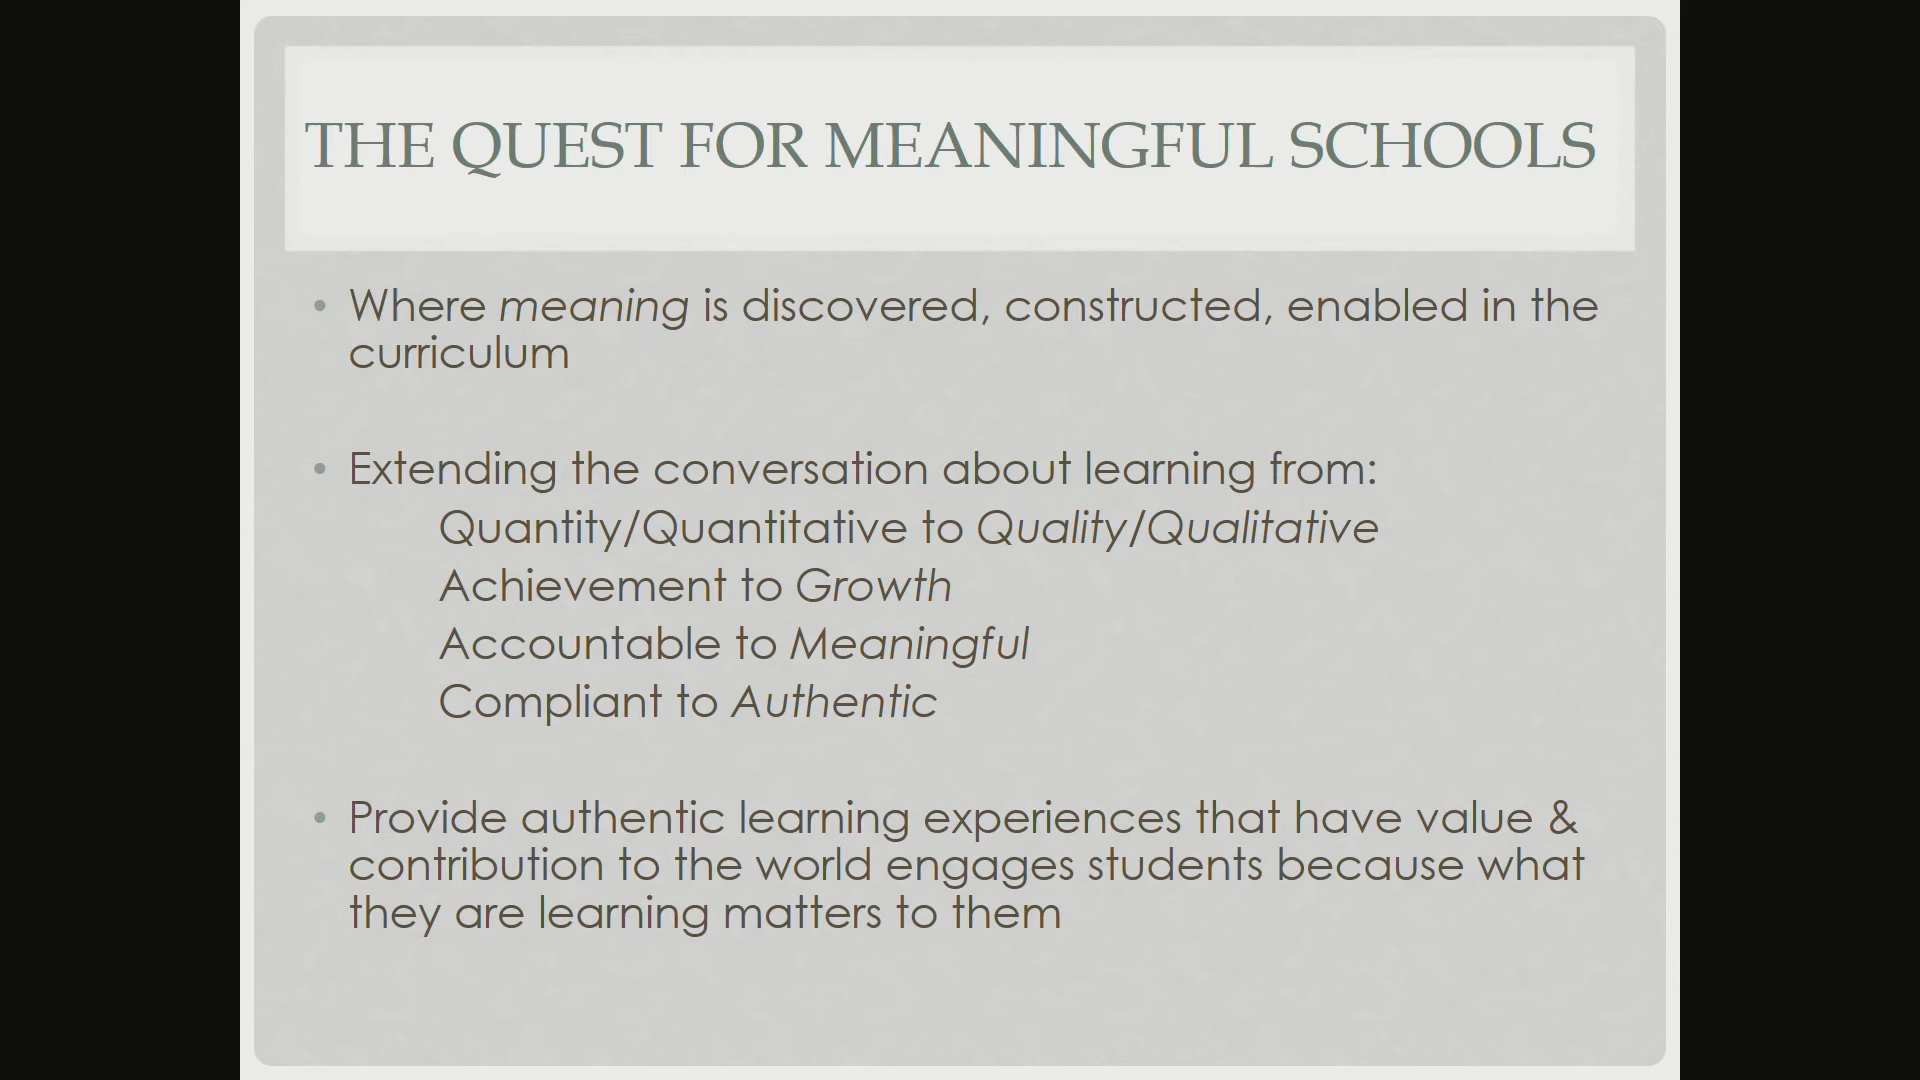 THE QUEST FOR MEANINGFUL SCHOOLS
• Where meaning is discovered, constructed, enabled in the
curriculum
• Extending the conversation about learning from:
Quantity/Quantitative to Quality/Qualitative
Achievement to Growth
Accountable to Meaningful
Compliant to Authentic
• Provide authentic learning experiences that have value &
contribution to the world engages students because what
they are learning matters to them